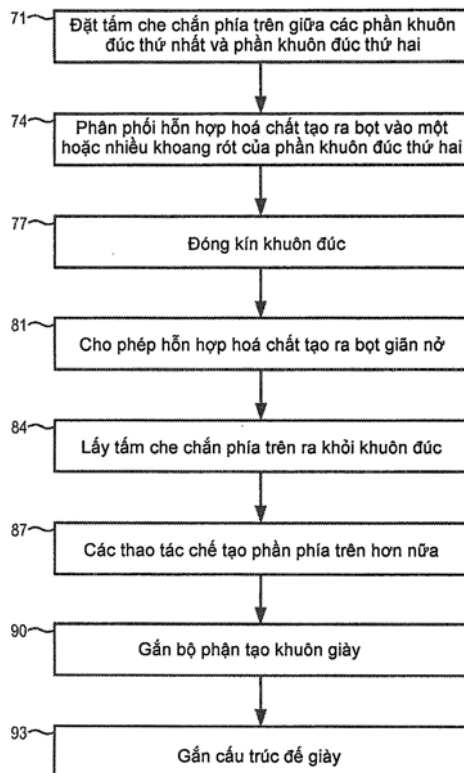 71
Đặt tấm che chắn phía trên giữa các phần khuôn
đúc thứ nhất và phần khuôn đúc thứ hai
74
Phân phối hỗn hợp hoá chất tạo ra bọt vào một
hoặc nhiều khoang rót của phần khuôn đúc thứ hai
77
Đóng kín khuôn đúc
81
Cho phép hỗn hợp hoá chất tạo ra bọt giãn nở
84
Lấy tấm che chắn phía trên ra khỏi khuôn đúc
87
Các thao tác chế tạo phần phía trên hơn nữa
90
Gắn bộ phận tạo khuôn giày
93
Gắn cấu trúc đế giày